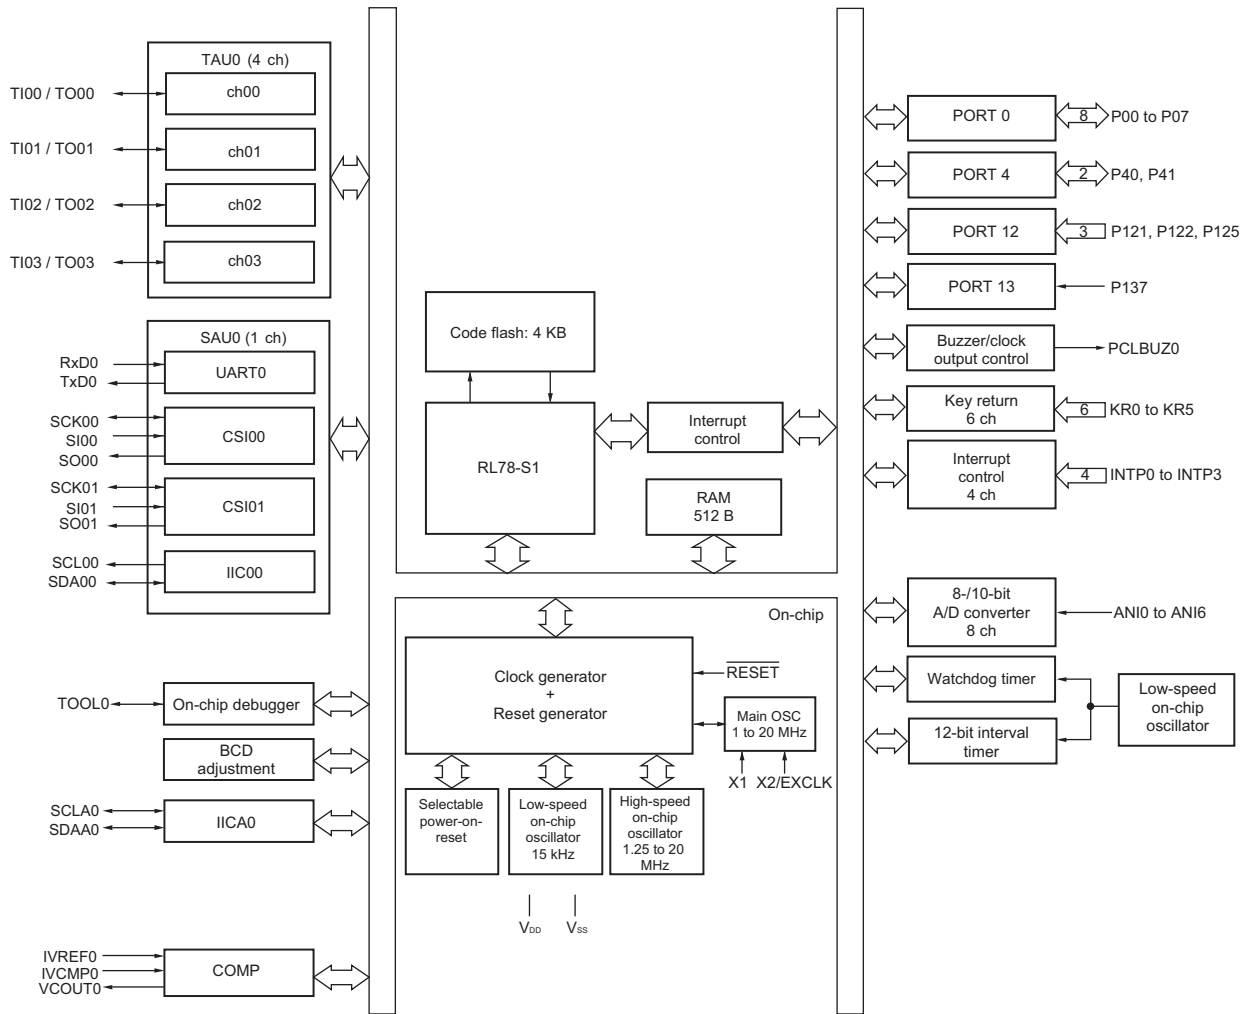 TAU0 (4 ch)
TI00 / TO00
ch00
TI01 / TO01
ch01
TI02 / TO02
ch02
TI03 / TO03
ch03
SAU0 (1 ch)
RxD0
TxD0
UART0
SCK00
SI00
SO00
CSI00
SCK01
SI01
SO01
CSI01
SCL00
SDA00
IIC00
TOOL0
On-chip debugger
BCD
adjustment
SCLA0
SDAA0
IICA0
IVREF0
IVCMP0
VCOUT0
COMP
Code flash: 4 KB
RL78-S1
Interrupt
control
RAM
512 B
On-chip
Clock generator
+
Reset generator
RESET
Main OSC
1 to 20 MHz
X1
X2/EXCLK
Selectable
power-on-
reset
Low-speed
on-chip
oscillator
15 kHz
High-speed
on-chip
oscillator
1.25 to 20
MHz
VDD
VSS
PORT 0
8
P00 to P07
PORT 4
2
P40, P41
PORT 12
3
P121, P122, P125
PORT 13
P137
Buzzer/clock
output control
PCLBUZ0
Key return
6 ch
6
KR0 to KR5
Interrupt
control
4 ch
4
INTP0 to INTP3
8-/10-bit
A/D converter
8 ch
ANI0 to ANI6
Watchdog timer
12-bit interval
timer
Low-speed
on-chip
oscillator